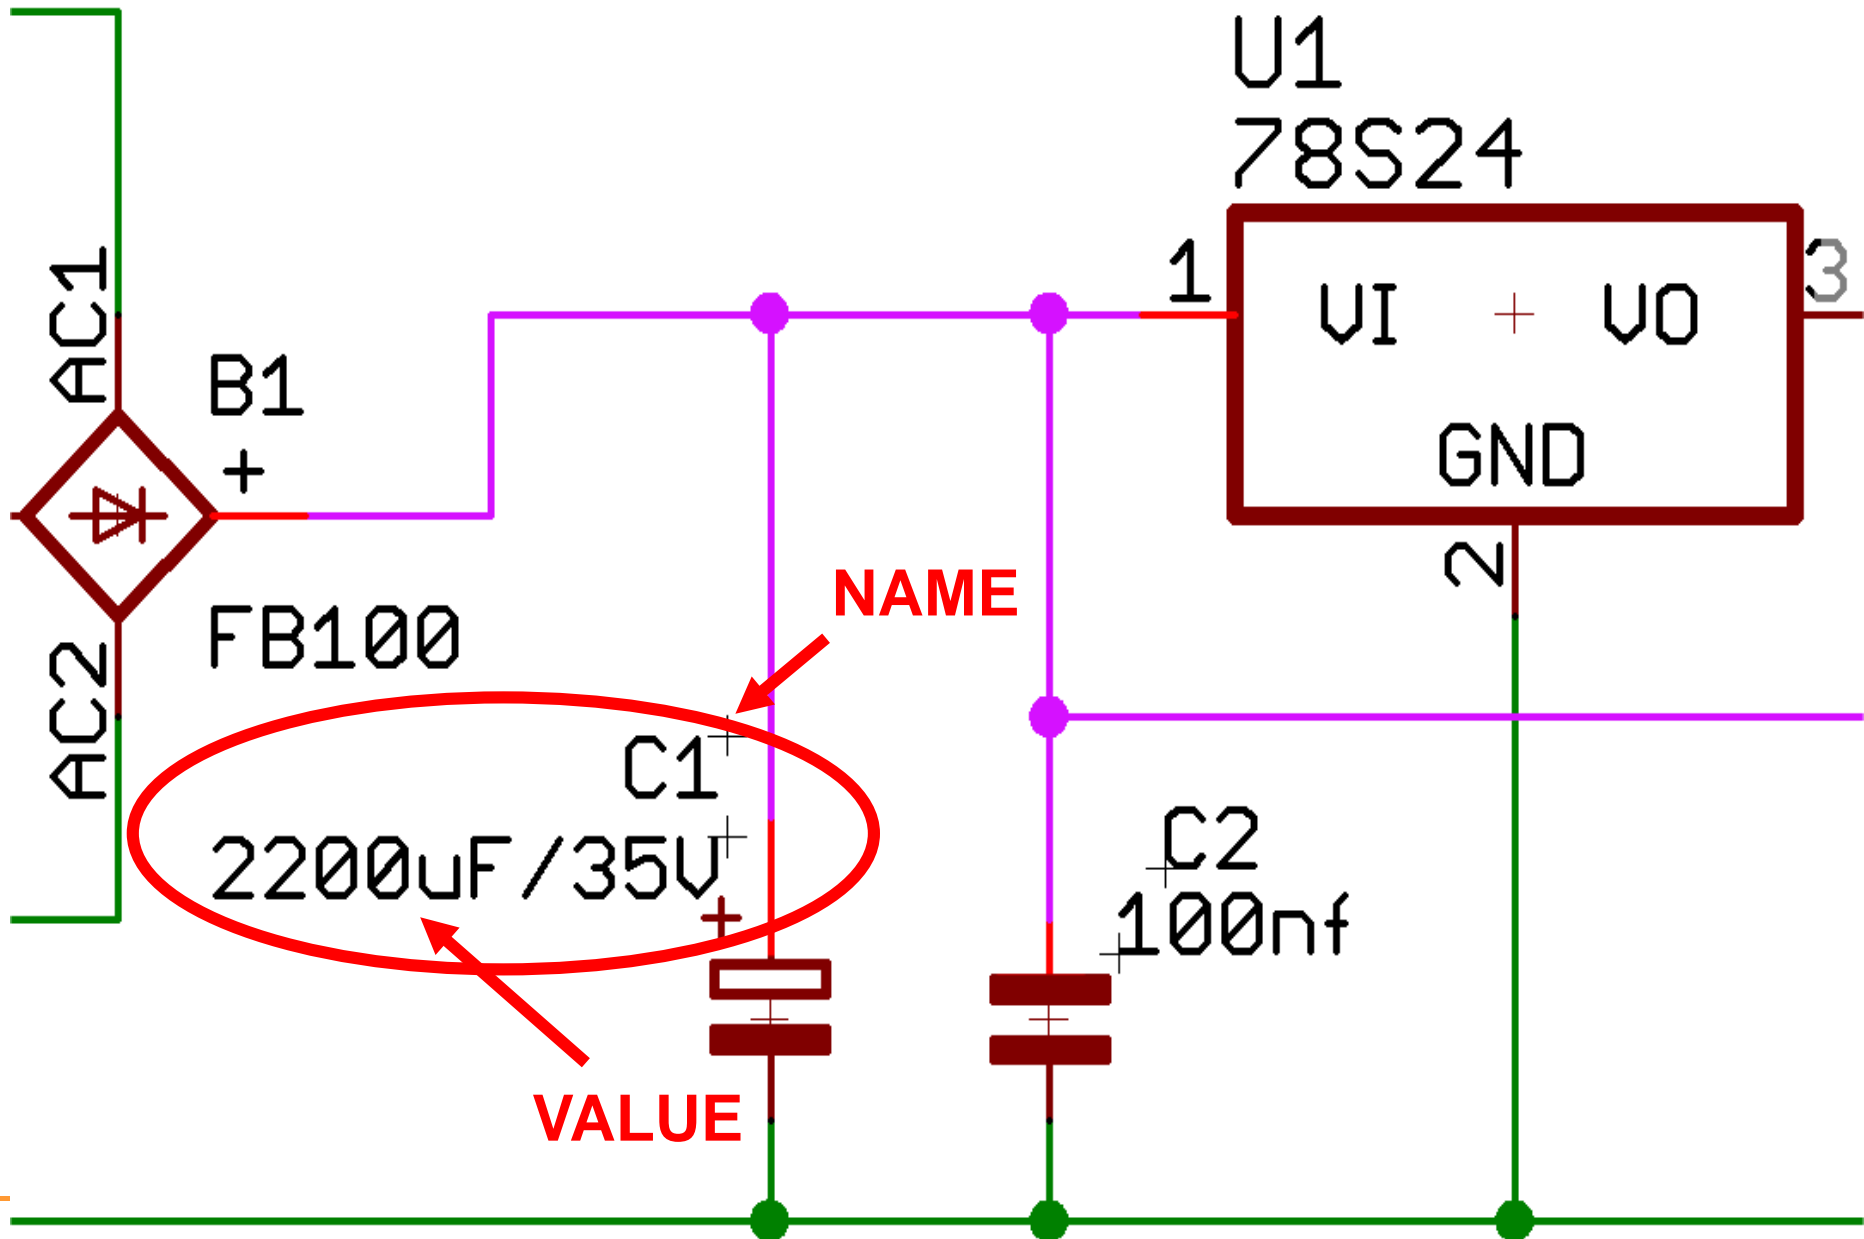 U1
78S24
1
VI
VO
3
GND
2
AC1
B1
+
FB100
AC2
NAME
C1
2200uF/35V
+
C2
100nf
VALUE